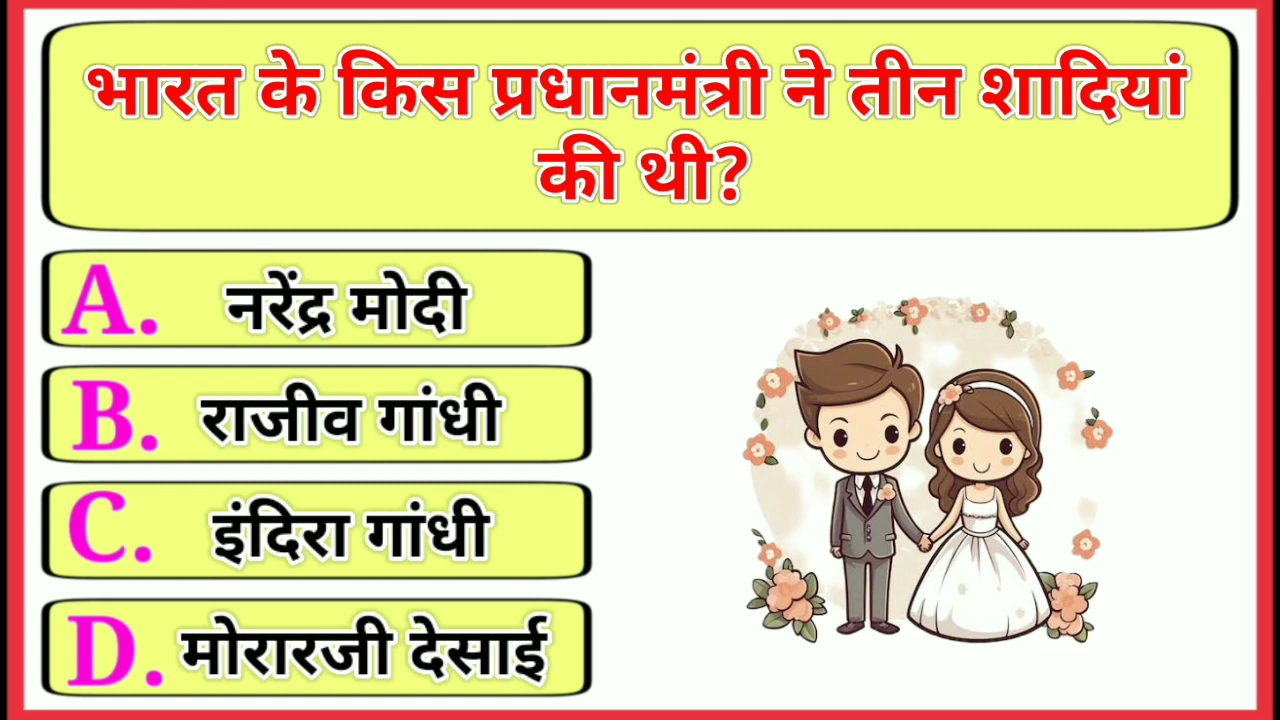 भारत के किस प्रधानमंत्री ने तीन शादियां
की थी?
A. नरेंद्र मोदी
B. राजीव गांधी
C. इंदिरा गांधी
D. मोरारजी देसाई